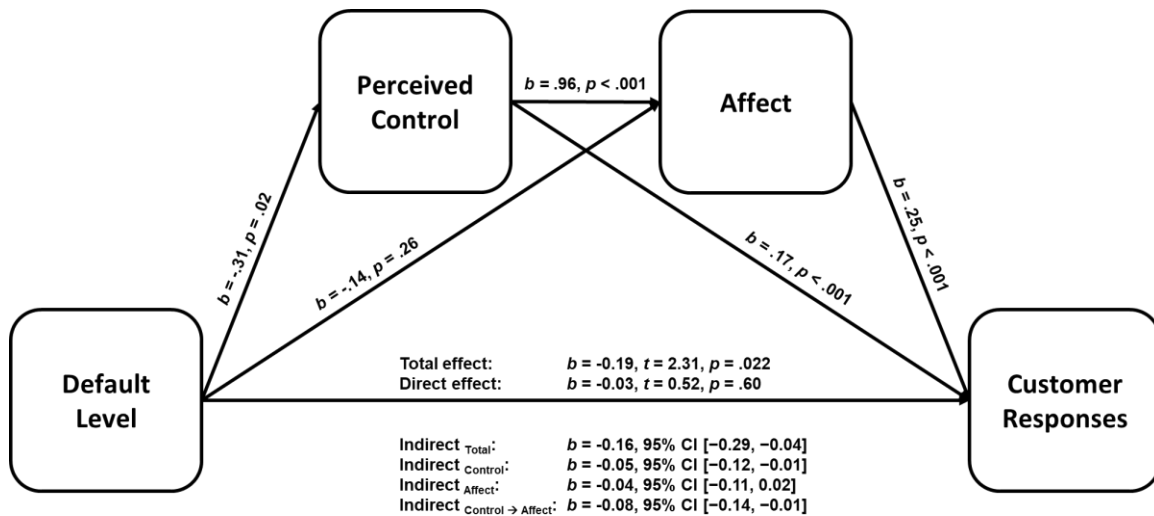 Perceived
Control
b = .96, p < .001
Affect
b = -.31, p = .02
b = -.14, p = .26
b = .17, p < .001
b = .25, p < .001
Default
Level
Total effect: b = -0.19, t = 2.31, p = .022
Direct effect: b = -0.03, t = 0.52, p = .60
Customer
Responses
Indirect Total: b = -0.16, 95% CI [−0.29, −0.04]
Indirect Control: b = -0.05, 95% CI [−0.12, −0.01]
Indirect Affect: b = -0.04, 95% CI [−0.11, 0.02]
Indirect Control → Affect: b = -0.08, 95% CI [−0.14, −0.01]